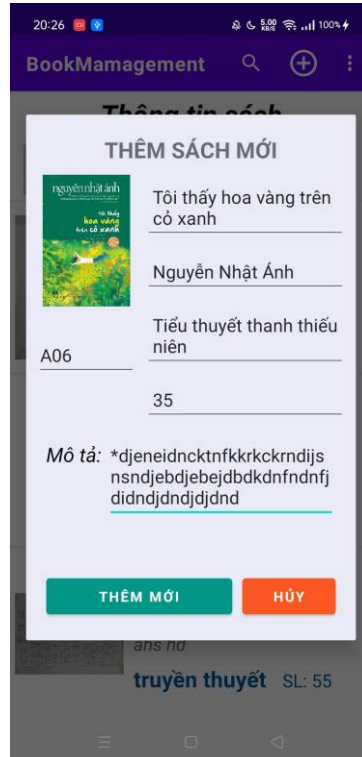 20:26
5.00 KB/S
100%
BookMamagement
Thông tin sách
THÊM SÁCH MỚI
nguyễn nhật ánh
Tôi thấy
hoa vàng
trên cỏ xanh
Tôi thấy hoa vàng trên
cỏ xanh
Nguyễn Nhật Ánh
Tiểu thuyết thanh thiếu
niên
A06
35
Mô tả:
*djeneidncktnfkkrkckrndijs
nsndjebdjebejdbdkdnfndnfj
didndjdndjdjdnd
THÊM MỚI
HỦY
ahs hd
truyền thuyết SL: 55